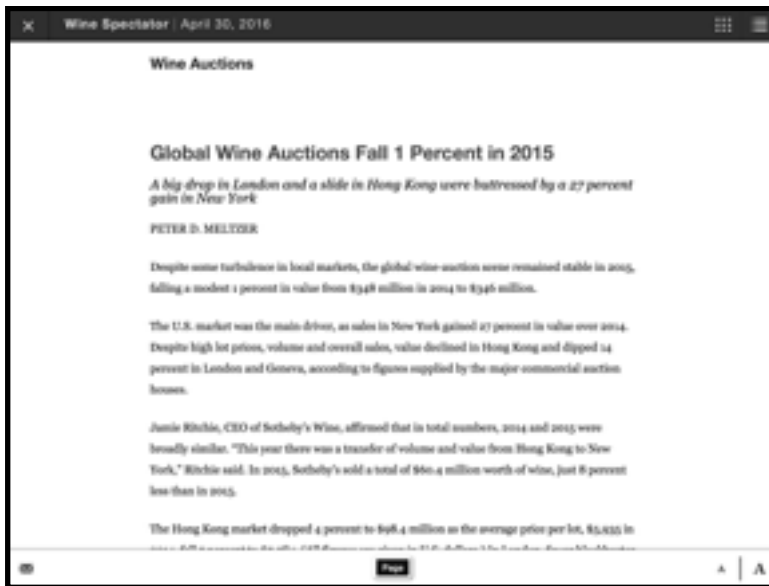 Wine Spectator | April 30, 2016
Wine Auctions
Global Wine Auctions Fall 1 Percent in 2015
A big drop in London and a slide in Hong Kong were buttressed by a 27 percent
gain in New York
PETER D. MELTZER
Despite some turbulence in local markets, the global wine auction scene remained stable in 2015,
falling a modest 1 percent in value from $348 million in 2014 to $346 million.
The U.S. market was the main driver, as sales in New York gained 27 percent in value over 2014.
Despite high lot prices, volume and overall sales, value declined in Hong Kong and dipped 14
percent in London and Geneva, according to figures supplied by the major commercial auction
houses.
Jamie Ritchie, CEO of Sotheby's Wine, affirmed that in total numbers, 2014 and 2015 were
broadly similar. "This year there was a transfer of volume and value from Hong Kong to New
York," Ritchie said. In 2015, Sotheby's sold a total of $60.4 million worth of wine, just 8 percent
less than in 2015.
The Hong Kong market dropped 4 percent to $98.4 million as the average price per lot, $5,935 in
Page
A | A